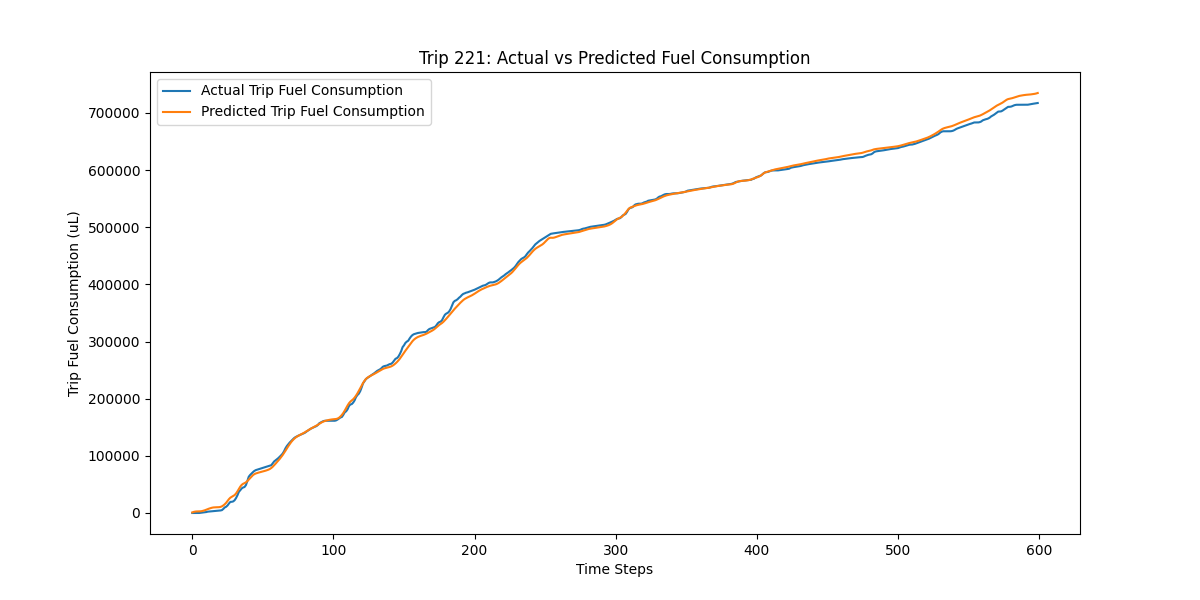 Trip 221: Actual vs Predicted Fuel Consumption
Actual Trip Fuel Consumption
Predicted Trip Fuel Consumption
Trip Fuel Consumption (uL)
700000
600000
500000
400000
300000
200000
100000
0
0 100 200 300 400 500 600
Time Steps